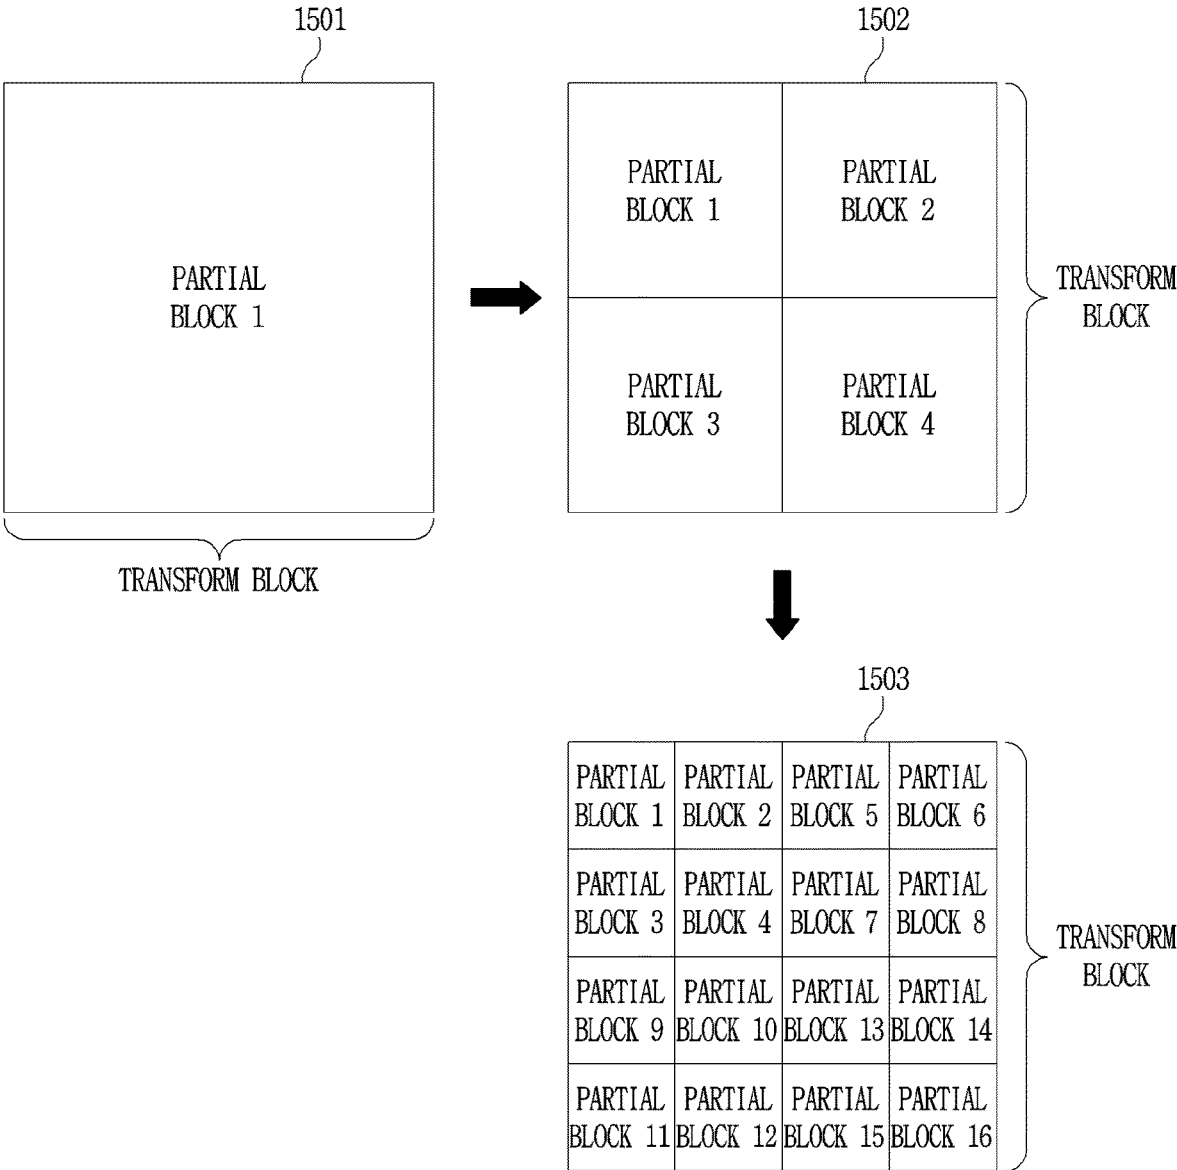 1501
1502
PARTIAL
BLOCK 1
PARTIAL
BLOCK 1
PARTIAL
BLOCK 2
PARTIAL
BLOCK 3
PARTIAL
BLOCK 4
TRANSFORM
BLOCK
TRANSFORM BLOCK
1503
PARTIAL
BLOCK 1
PARTIAL
BLOCK 2
PARTIAL
BLOCK 5
PARTIAL
BLOCK 6
PARTIAL
BLOCK 3
PARTIAL
BLOCK 4
PARTIAL
BLOCK 7
PARTIAL
BLOCK 8
PARTIAL
BLOCK 9
PARTIAL
BLOCK 10
PARTIAL
BLOCK 13
PARTIAL
BLOCK 14
PARTIAL
BLOCK 11
PARTIAL
BLOCK 12
PARTIAL
BLOCK 15
PARTIAL
BLOCK 16
TRANSFORM
BLOCK